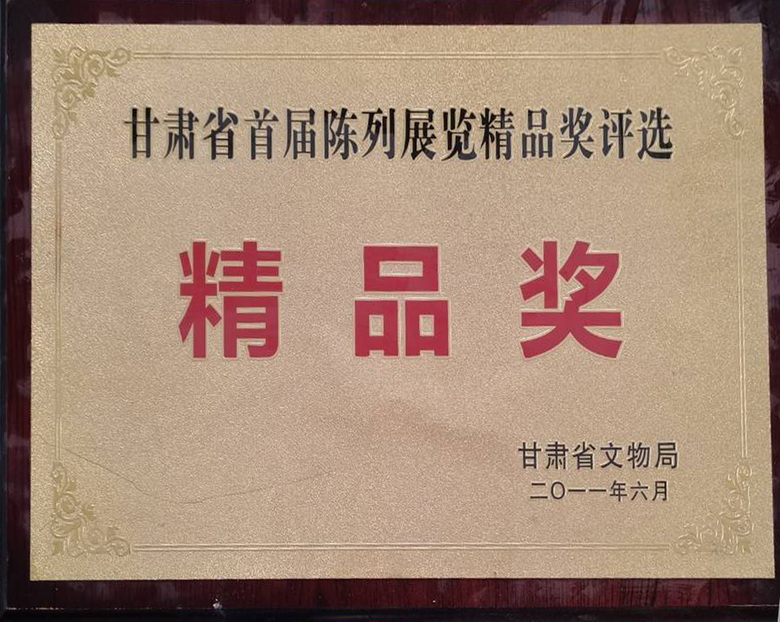 甘肃省首届陈列展览精品奖评选
精品奖
甘肃省文物局
二〇一一年六月